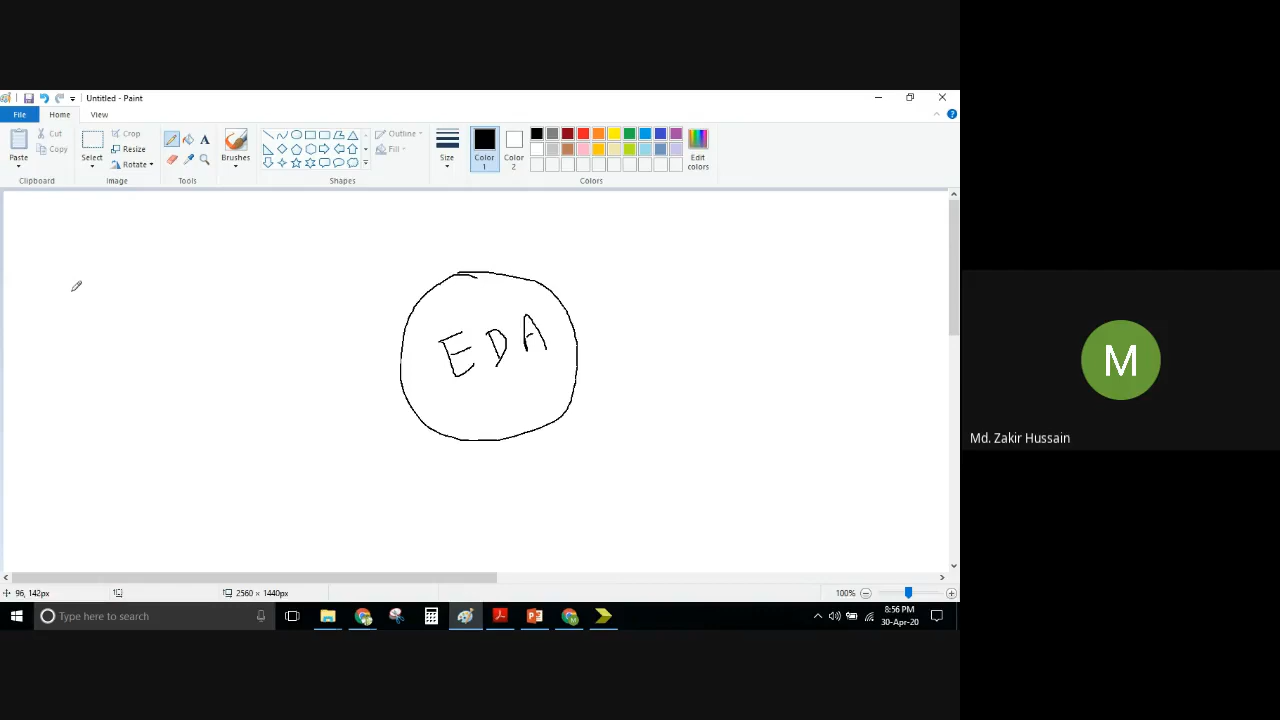 Untitled - Paint
File Home View
Paste
Cut
Copy
Clipboard
Select
Crop
Resize
Rotate
Image
Tools
Brushes
Shapes
Outline
Fill
Size
Color 1
Color 2
Edit colors
Colors
EDA
M
Md. Zakir Hussain
96, 142px
2560 × 1440px
100%
Type here to search
8:56 PM
30-Apr-20